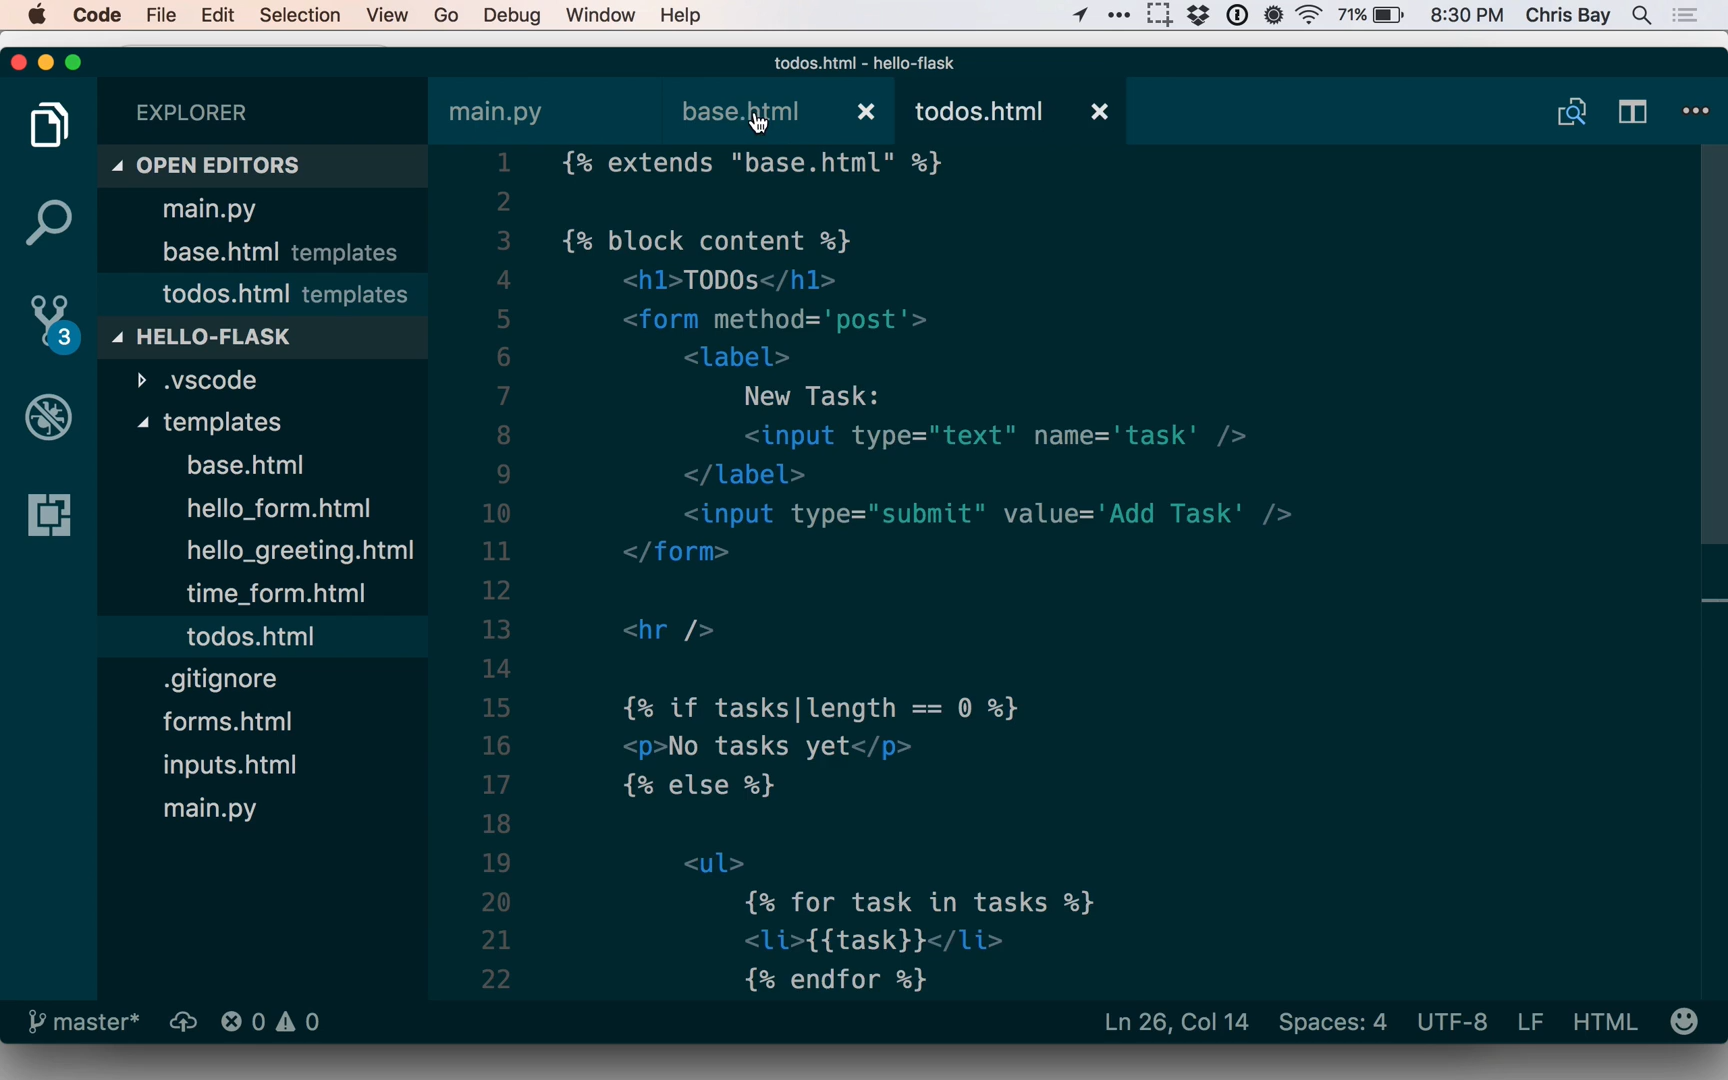 Code File Edit Selection View Go Debug Window Help 71% 8:30 PM Chris Bay
todos.html - hello-flask
EXPLORER
OPEN EDITORS
main.py
base.html templates
todos.html templates
3
HELLO-FLASK
.vscode
templates
base.html
hello_form.html
hello_greeting.html
time_form.html
todos.html
.gitignore
forms.html
inputs.html
main.py
main.py base.html todos.html
1 {% extends "base.html" %}
2
3 {% block content %}
4 <h1>TODOs</h1>
5 <form method='post'>
6 <label>
7 New Task:
8 <input type="text" name='task' />
9 </label>
10 <input type="submit" value='Add Task' />
11 </form>
12
13 <hr />
14
15 {% if tasks|length == 0 %}
16 <p>No tasks yet</p>
17 {% else %}
18
19 <ul>
20 {% for task in tasks %}
21 <li>{{task}}</li>
22 {% endfor %}
master* 0 0 Ln 26, Col 14 Spaces: 4 UTF-8 LF HTML